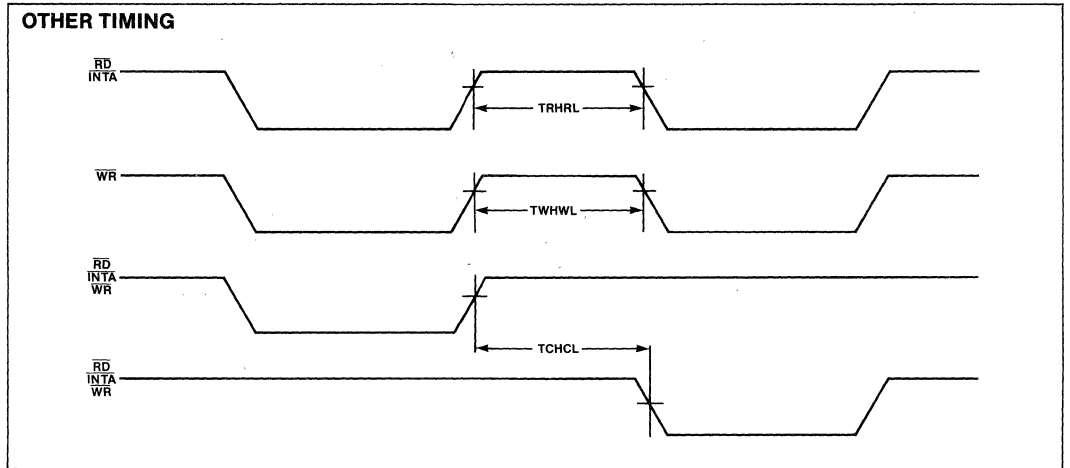 OTHER TIMING
RD
INTA
TRHRL
WR
TWHWL
RD
INTA
WR
TCHCL
RD
INTA
WR